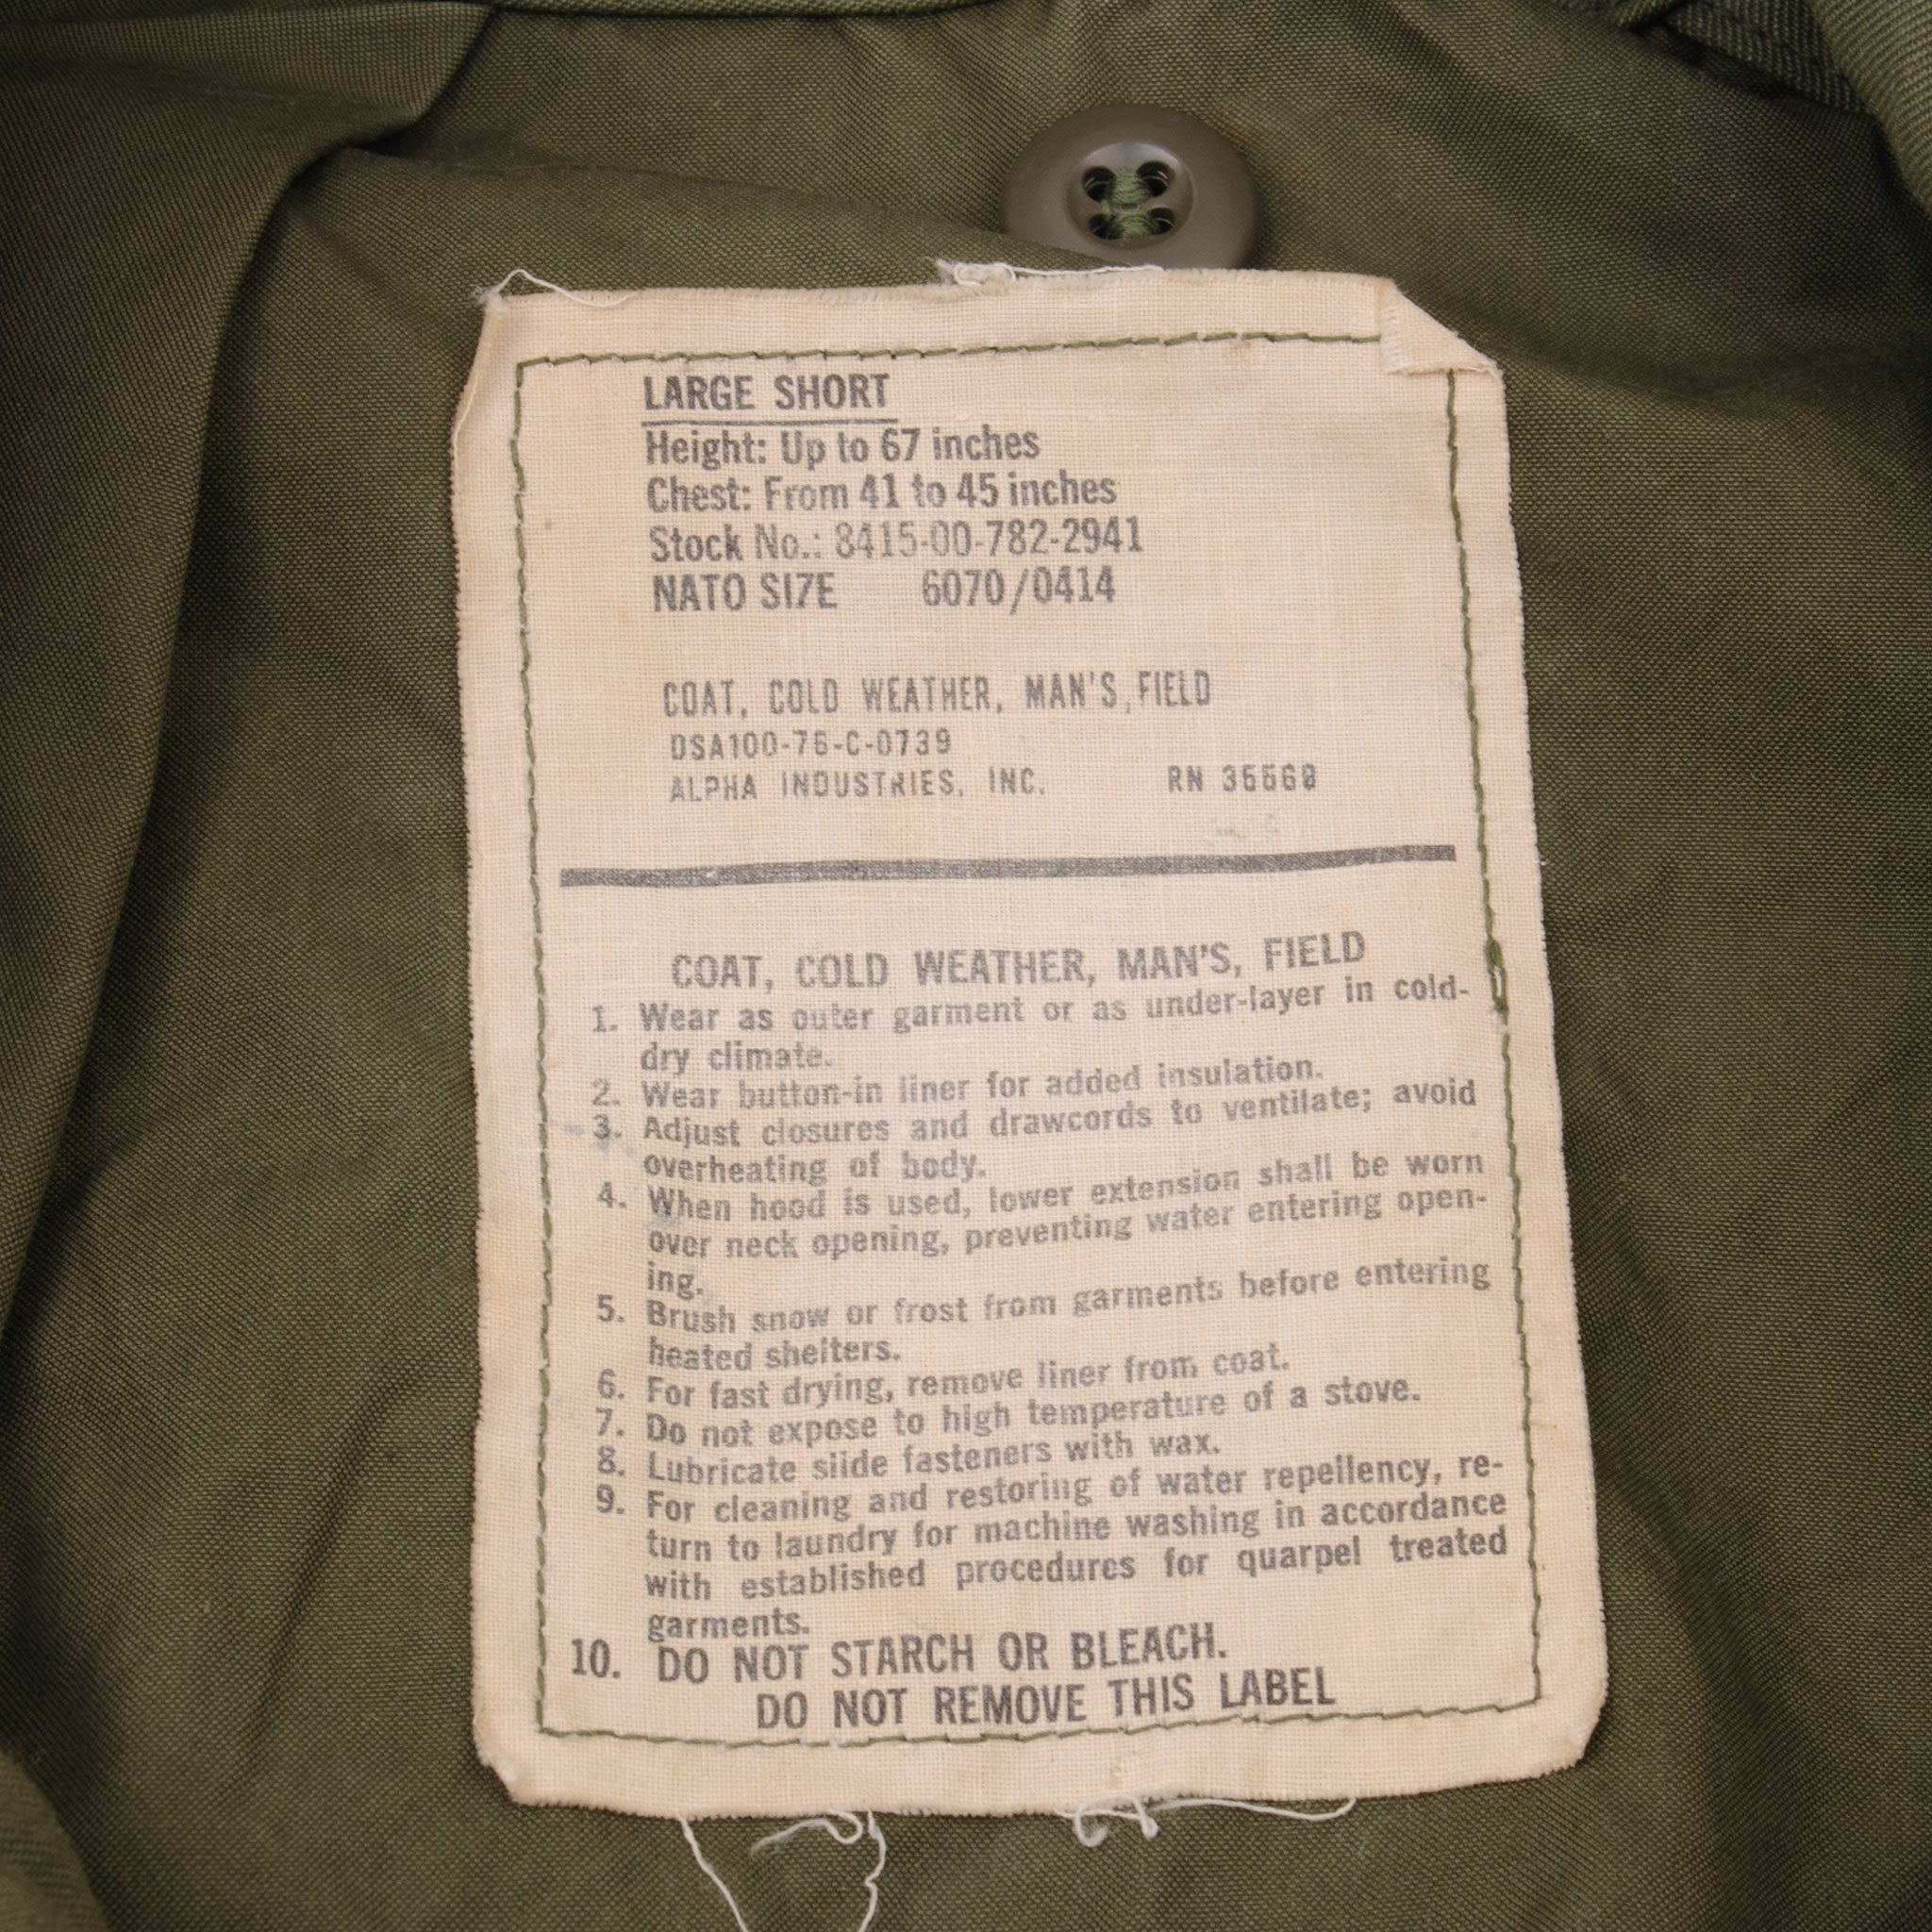 LARGE SHORT
Height: Up to 67 inches
Chest: From 41 to 45 inches
Stock No.: 8415-00-782-2941
NATO SIZE 6070/0414
COAT, COLD WEATHER, MAN'S, FIELD
DSA100-76-C-0739
ALPHA INDUSTRIES, INC. RN
COAT, COLD WEATHER, MAN'S, FIELD
1. Wear as outer garment or as under-layer in cold-
dry climate.
2. Wear button-in liner for added insulation.
3. Adjust closures and drawcords to ventilate; avoid
overheating of body.
4. When hood is used, lower extension shall be worn
over neck opening, preventing water entering open-
ing.
5. Brush snow or frost from garments before entering
heated shelters.
6. For fast drying, remove liner from coat.
7. Do not expose to high temperature of a stove.
8. Lubricate slide fasteners with wax.
9. For cleaning and restoring of water repellency, re-
turn to laundry for machine washing in accordance
with established procedures for quarpel treated
garments.
10. DO NOT STARCH OR BLEACH.
DO NOT REMOVE THIS LABEL